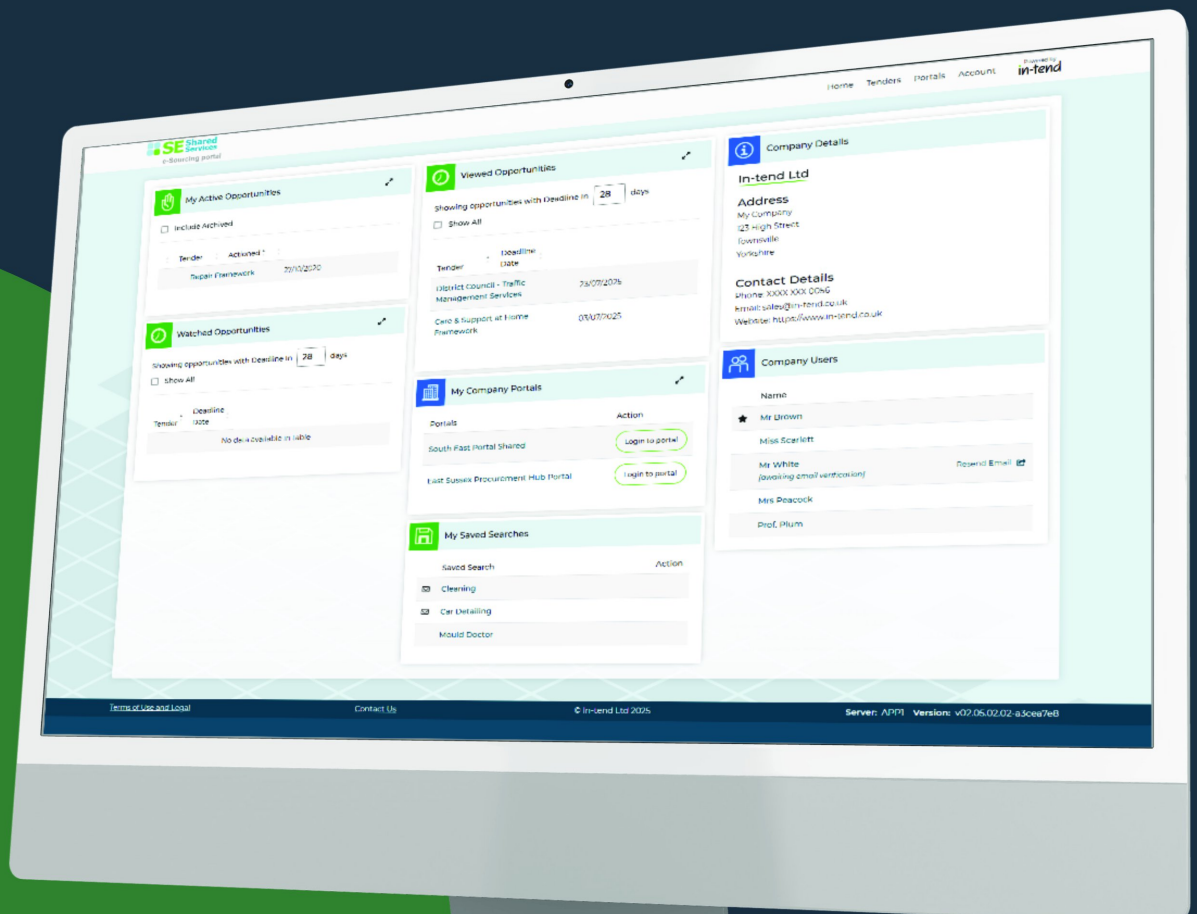 Home Tenders Portals Account
Powered by
in-tend
SE Shared Services
e-Sourcing portal
My Active Opportunities
Include Archived
Tender Actioned
Repair Framework
Watched Opportunities
Showing opportunities with Deadline in 28 days
Show All
Tender Deadline Date
No data available in table
Viewed Opportunities
Showing opportunities with Deadline in 28 days
Show All
Tender Deadline Date
District Council - Traffic
Management Services 23/07/2025
Care & Support at Home
Framework 03/07/2025
My Company Portals
Portals Action
South East Portal Shared Login to portal
East Sussex Procurement Hub Portal Login to portal
My Saved Searches
Saved Search Action
Cleaning
Car Detailing
Mould Doctor
Company Details
In-tend Ltd
Address
My Company
123 High Street
Townsville
Yorkshire
Contact Details
Phone: XXXX XXX 0056
Email: sales@in-tend.co.uk
Website: https://www.in-tend.co.uk
Company Users
Name
Mr Brown
Miss Scarlett
Mr White Resend Email
(awaiting email verification)
Mrs Peacock
Prof. Plum
Terms of Use and Legal Contact Us © in-tend Ltd 2025 Server: APP1 Version: v02.05.02.02-a3cea7e8